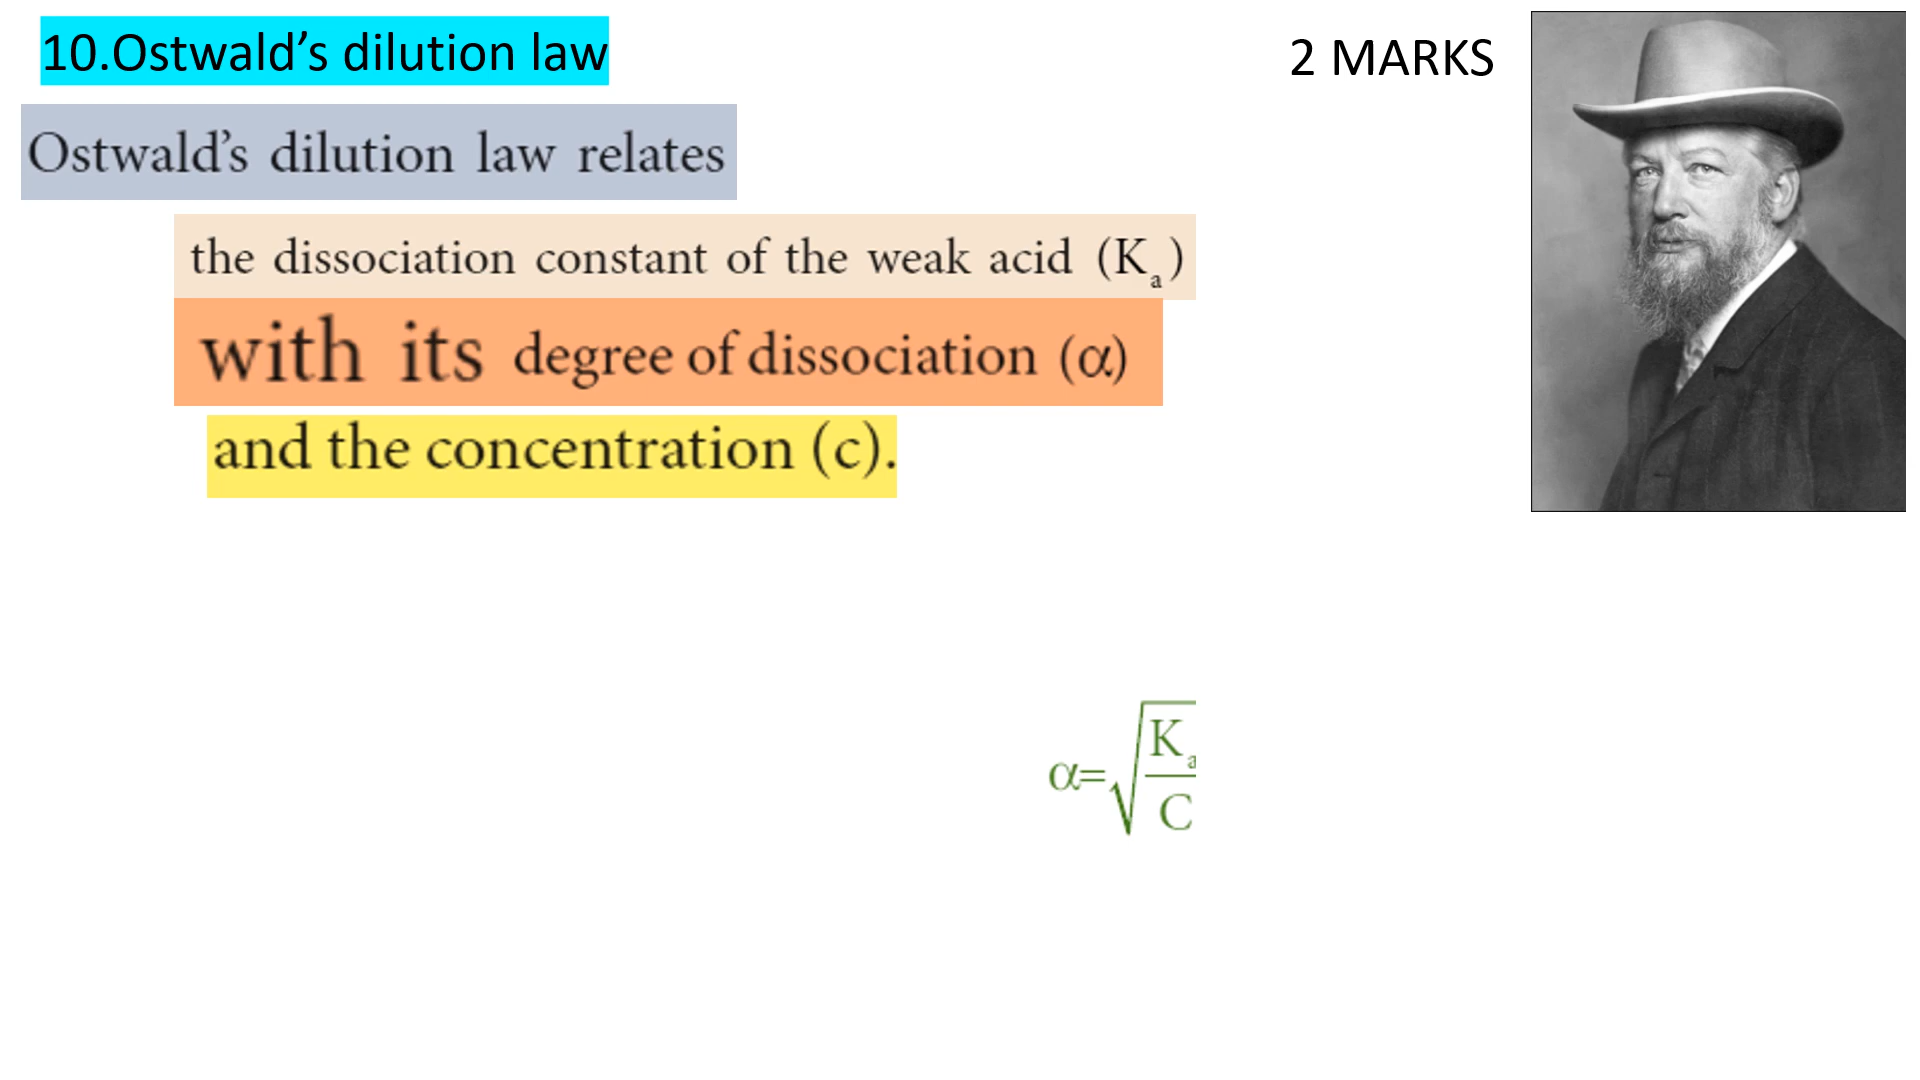 10.Ostwald’s dilution law
2 MARKS
Ostwald’s dilution law relates
the dissociation constant of the weak acid (Ka)
with its degree of dissociation (α)
and the concentration (c).
α=√Ka/C